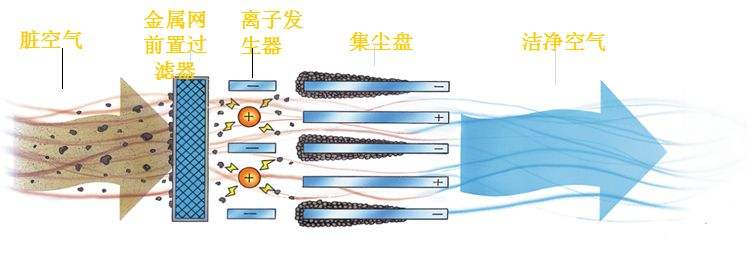 脏空气
金属网
前置过
滤器
离子发
生器
集尘盘
洁净空气
− −
+ +
− −
+ +
− −